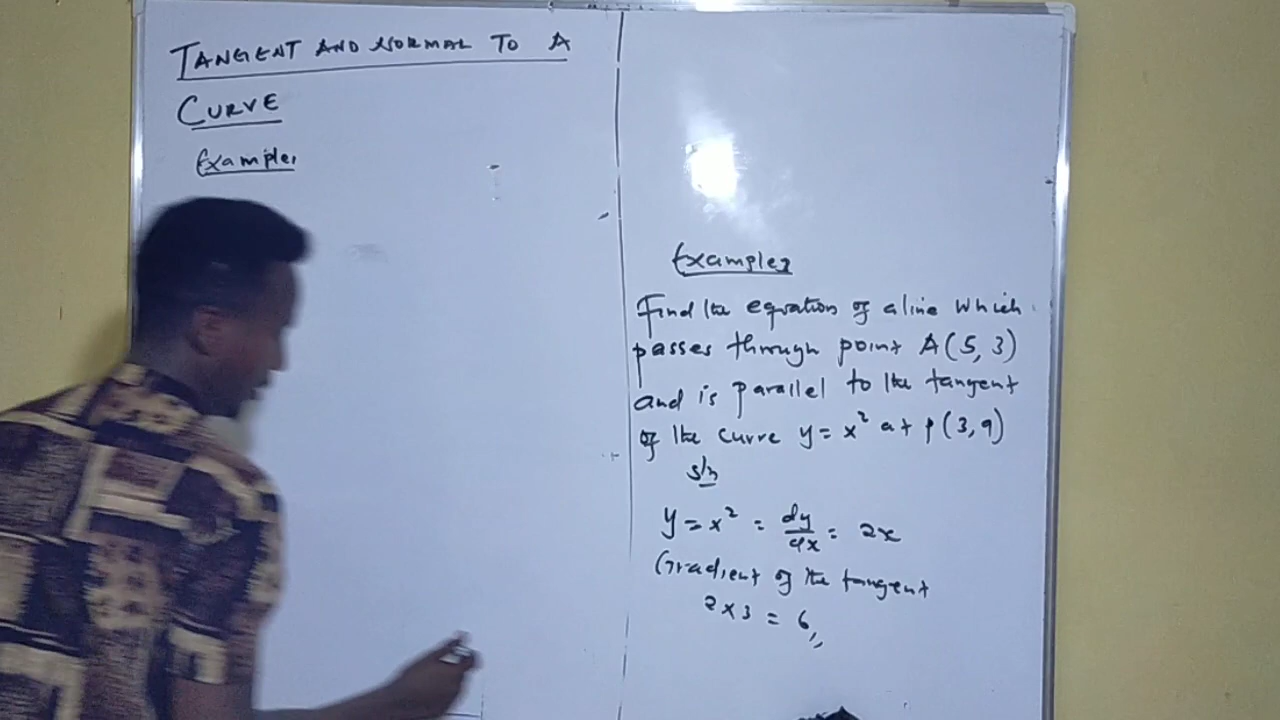 TANGENT AND NORMAL TO A
CURVE
Example,
Example,
Find the equation of a line which
passes through point A(5, 3)
and is parallel to the tangent
of the curve y = x² at P(3, 9)
Sln
y = x² = dy/dx = 2x
Gradient of the tangent
2 x 3 = 6,,